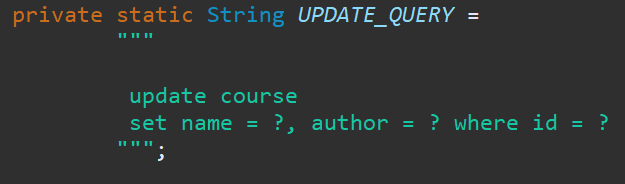 private static String UPDATE_QUERY =
"""
update course
set name = ?, author = ? where id = ?
""";